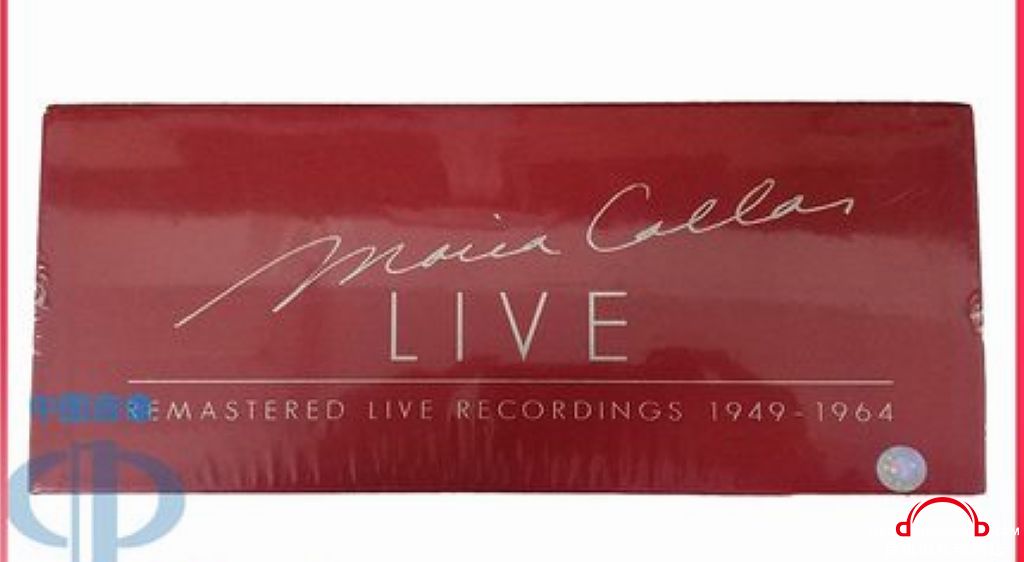 Maria Callas
LIVE
REMASTERED LIVE RECORDINGS 1949-1964